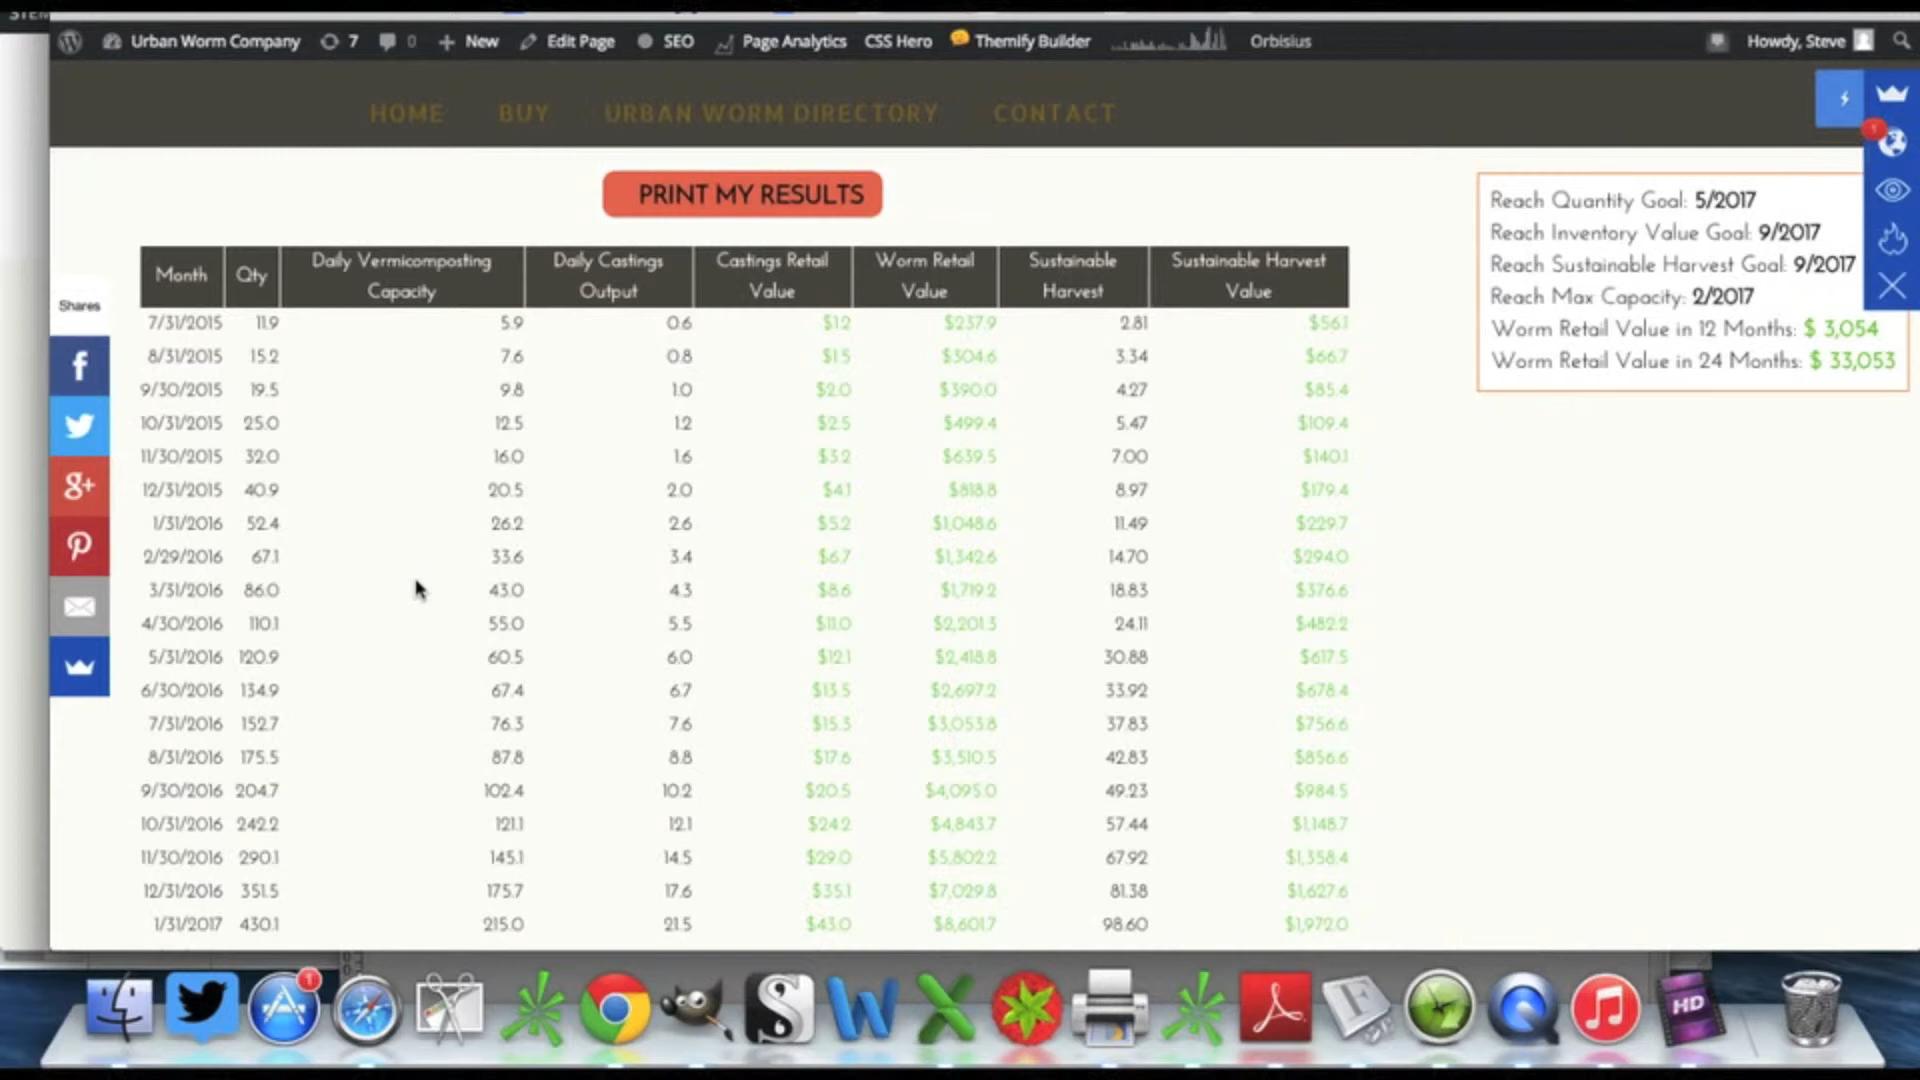 Urban Worm Company 7 0 New Edit Page SEO Page Analytics CSS Hero Themify Builder Orbisius Howdy, Steve
HOME BUY URBAN WORM DIRECTORY CONTACT
PRINT MY RESULTS
Month Qty Daily Vermicomposting Capacity Daily Castings Output Castings Retail Value Worm Retail Value Sustainable Harvest Sustainable Harvest Value
7/31/2015 11.9 5.9 0.6 $1.2 $237.9 2.81 $56.1
8/31/2015 15.2 7.6 0.8 $1.5 $304.6 3.34 $66.7
9/30/2015 19.5 9.8 1.0 $2.0 $390.0 4.27 $85.4
10/31/2015 25.0 12.5 1.2 $2.5 $499.4 5.47 $109.4
11/30/2015 32.0 16.0 1.6 $3.2 $639.5 7.00 $140.1
12/31/2015 40.9 20.5 2.0 $4.1 $818.8 8.97 $179.4
1/31/2016 52.4 26.2 2.6 $5.2 $1,048.6 11.49 $229.7
2/29/2016 67.1 33.6 3.4 $6.7 $1,342.6 14.70 $294.0
3/31/2016 86.0 43.0 4.3 $8.6 $1,719.2 18.83 $376.6
4/30/2016 110.1 55.0 5.5 $11.0 $2,201.3 24.11 $482.2
5/31/2016 120.9 60.5 6.0 $12.1 $2,418.8 30.88 $617.5
6/30/2016 134.9 67.4 6.7 $13.5 $2,697.2 33.92 $678.4
7/31/2016 152.7 76.3 7.6 $15.3 $3,053.8 37.83 $756.6
8/31/2016 175.5 87.8 8.8 $17.6 $3,510.5 42.83 $856.6
9/30/2016 204.7 102.4 10.2 $20.5 $4,095.0 49.23 $984.5
10/31/2016 242.2 121.1 12.1 $24.2 $4,843.7 57.44 $1,148.7
11/30/2016 290.1 145.1 14.5 $29.0 $5,802.2 67.92 $1,358.4
12/31/2016 351.5 175.7 17.6 $35.1 $7,029.8 81.38 $1,627.6
1/31/2017 430.1 215.0 21.5 $43.0 $8,601.7 98.60 $1,972.0
Reach Quantity Goal: 5/2017
Reach Inventory Value Goal: 9/2017
Reach Sustainable Harvest Goal: 9/2017
Reach Max Capacity: 2/2017
Worm Retail Value in 12 Months: $ 3,054
Worm Retail Value in 24 Months: $ 33,053
Shares
f
g+
1
1
S
W
X
F
HD